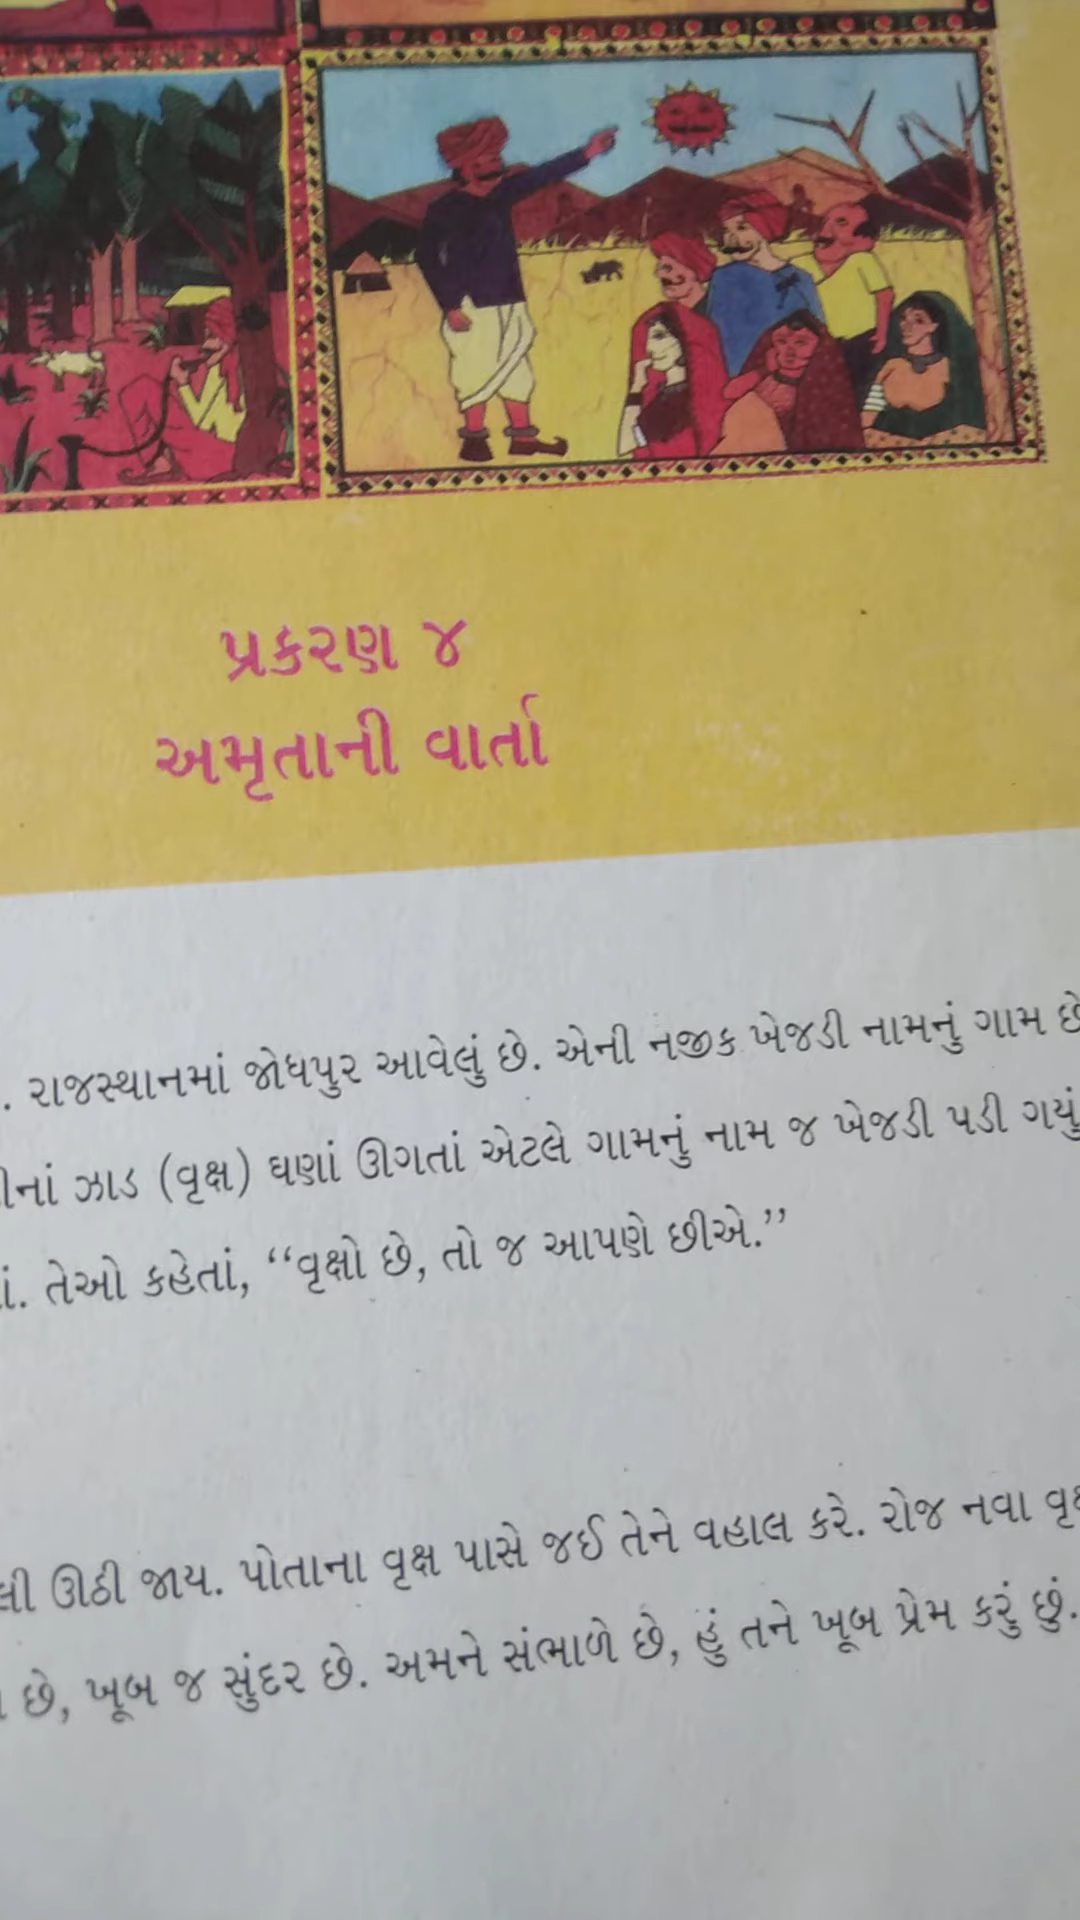 પ્રકરણ ૪
અમૃતાની વાર્તા
. રાજસ્થાનમાં જોધપુર આવેલું છે. એની નજીક ખેજડી નામનું ગામ છે
ઝાડ (વૃક્ષ) ઘણાં ઊગતાં એટલે ગામનું નામ જ ખેજડી પડી ગયું
તેઓ કહેતાં, “વૃક્ષો છે, તો જ આપણે છીએ.”
ઊઠી જાય. પોતાના વૃક્ષ પાસે જઈ તેને વહાલ કરે. રોજ નવા
છે, ખૂબ જ સુંદર છે. અમને સંભાળે છે, હું તને ખૂબ પ્રેમ કરું છું.